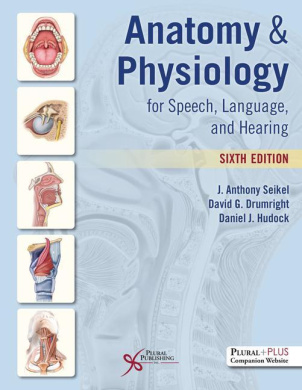 Anatomy &
Physiology
for Speech, Language,
and Hearing
SIXTH EDITION
J. Anthony Seikel
David G. Drumright
Daniel J. Hudock
PLURAL
PUBLISHING
PLURAL+PLUS
Companion Website